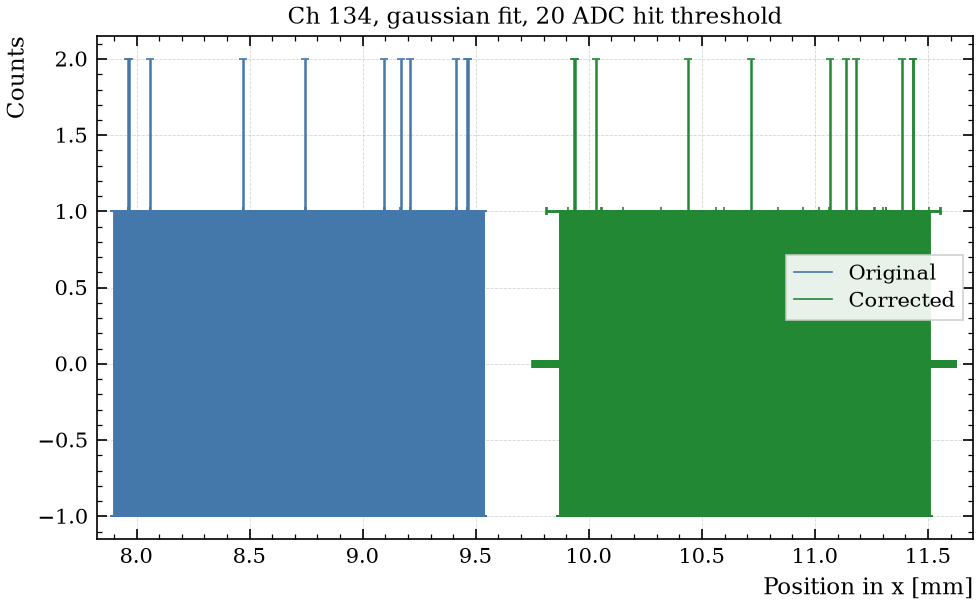 Ch 134, gaussian fit, 20 ADC hit threshold
Counts
2.0
1.5
1.0
0.5
0.0
−0.5
−1.0
Original
Corrected
8.0 8.5 9.0 9.5 10.0 10.5 11.0 11.5
Position in x [mm]